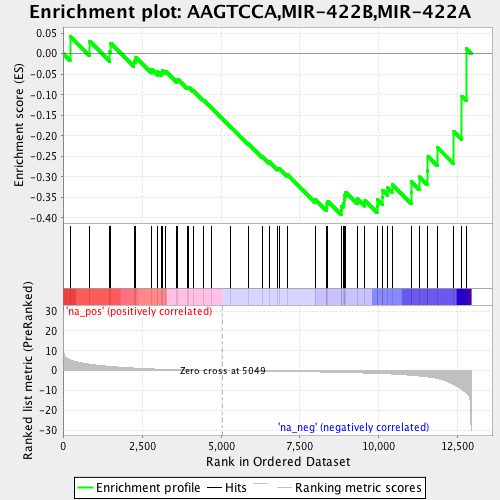 Enrichment plot: AAGTCCA,MIR-422B,MIR-422A
Enrichment score (ES)
0.05
0.00
-0.05
-0.10
-0.15
-0.20
-0.25
-0.30
-0.35
-0.40
'na_pos' (positively correlated)
Ranked list metric (PreRanked)
30
20
10
0
-10
-20
-30
Zero cross at 5049
'na_neg' (negatively correlated)
0
2,500
5,000
7,500
10,000
12,500
Rank in Ordered Dataset
Enrichment profile
Hits
Ranking metric scores